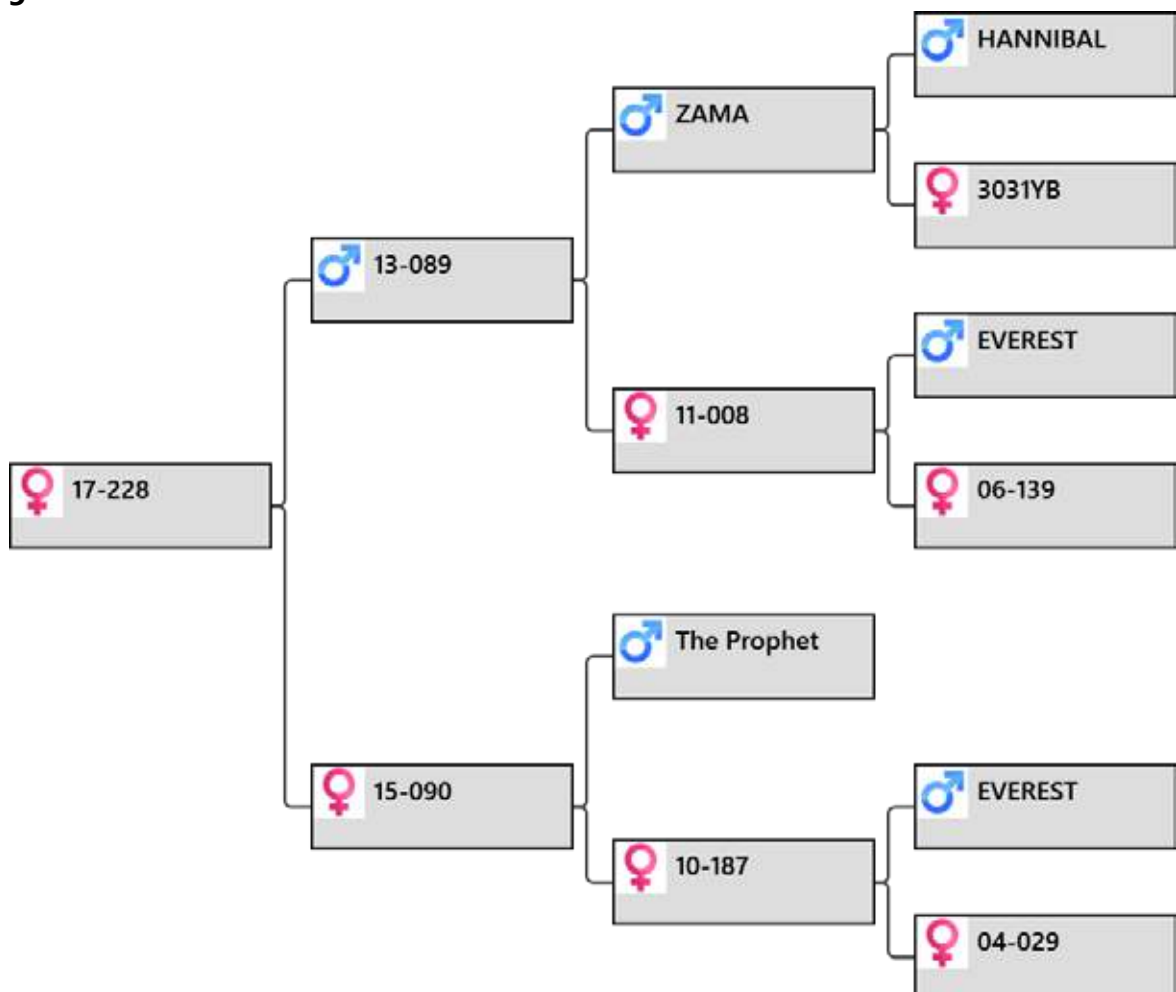 HANNIBAL
ZAMA
3031YB
13-089
EVEREST
11-008
06-139
17-228
The Prophet
15-090
EVEREST
10-187
04-029